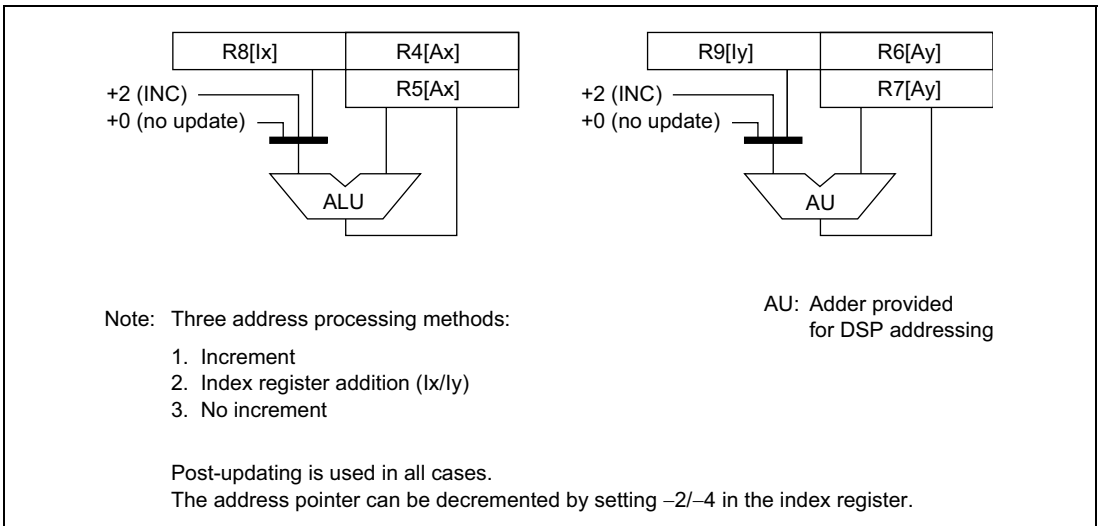 R8[Ix] R4[Ax]
R5[Ax]
+2 (INC)
+0 (no update)
ALU
R9[Iy] R6[Ay]
R7[Ay]
+2 (INC)
+0 (no update)
AU
AU: Adder provided
for DSP addressing
Note: Three address processing methods:
1. Increment
2. Index register addition (Ix/Iy)
3. No increment
Post-updating is used in all cases.
The address pointer can be decremented by setting −2/−4 in the index register.